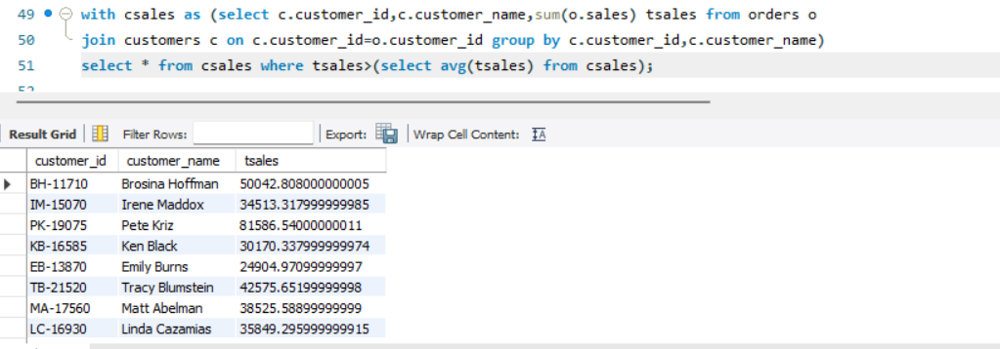 49 with csales as (select c.customer_id,c.customer_name,sum(o.sales) tsales from orders o
50 join customers c on c.customer_id=o.customer_id group by c.customer_id,c.customer_name)
51 select * from csales where tsales>(select avg(tsales) from csales);
52
Result Grid Filter Rows: Export: Wrap Cell Content: IA
customer_id customer_name tsales
BH-11710 Brosina Hoffman 50042.808000000005
IM-15070 Irene Maddox 34513.317999999985
PK-19075 Pete Kriz 81586.54000000011
KB-16585 Ken Black 30170.337999999974
EB-13870 Emily Burns 24904.97099999997
TB-21520 Tracy Blumstein 42575.65199999998
MA-17560 Matt Abelman 38525.58899999999
LC-16930 Linda Cazamias 35849.295999999915